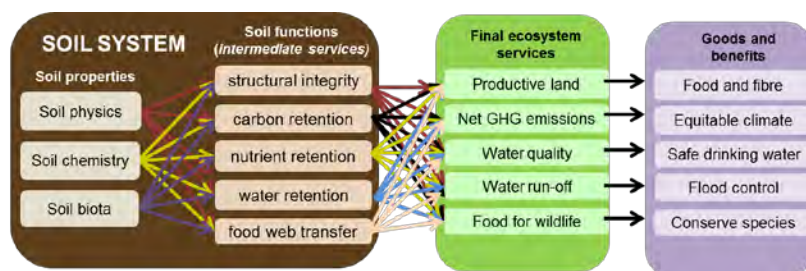 SOIL SYSTEM
Soil properties
Soil physics
Soil chemistry
Soil biota
Soil functions
(intermediate services)
structural integrity
carbon retention
nutrient retention
water retention
food web transfer
Final ecosystem
services
Productive land
Net GHG emissions
Water quality
Water run-off
Food for wildlife
Goods and
benefits
Food and fibre
Equitable climate
Safe drinking water
Flood control
Conserve species